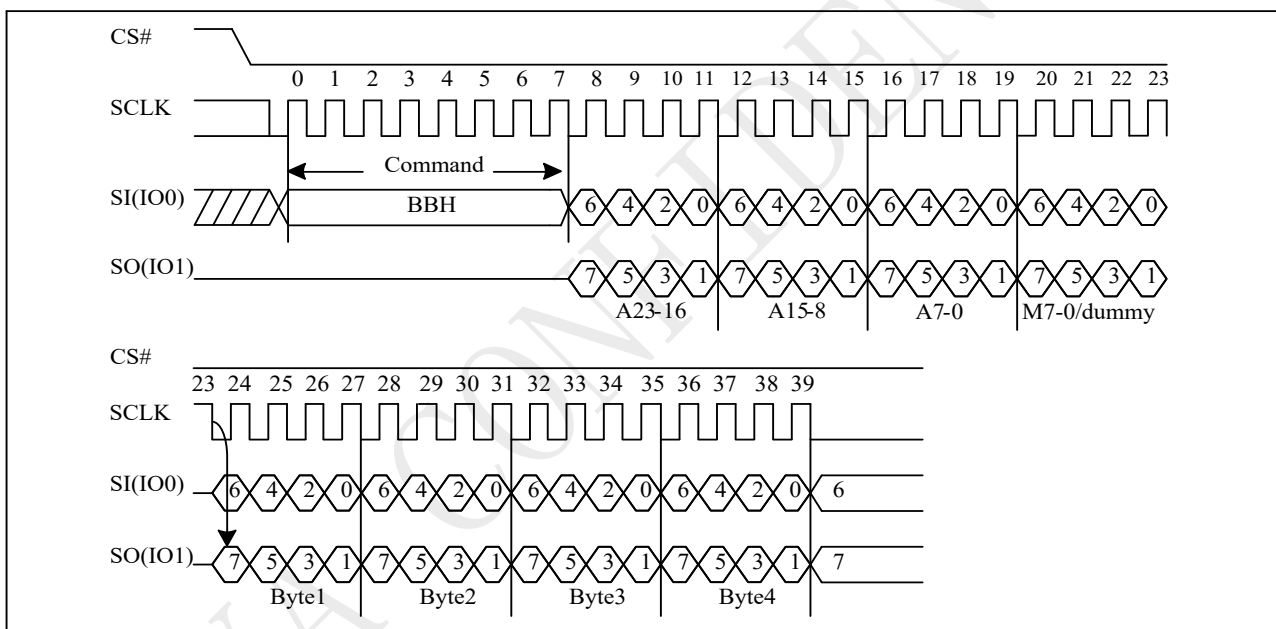 CS#
0 1 2 3 4 5 6 7 8 9 10 11 12 13 14 15 16 17 18 19 20 21 22 23
SCLK
Command
SI(IO0) BBH 6 4 2 0 6 4 2 0 6 4 2 0 6 4 2 0
SO(IO1) 7 5 3 1 7 5 3 1 7 5 3 1 7 5 3 1
A23-16 A15-8 A7-0 M7-0/dummy
CS#
23 24 25 26 27 28 29 30 31 32 33 34 35 36 37 38 39
SCLK
SI(IO0) 6 4 2 0 6 4 2 0 6 4 2 0 6 4 2 0 6
SO(IO1) 7 5 3 1 7 5 3 1 7 5 3 1 7 5 3 1 7
Byte1 Byte2 Byte3 Byte4